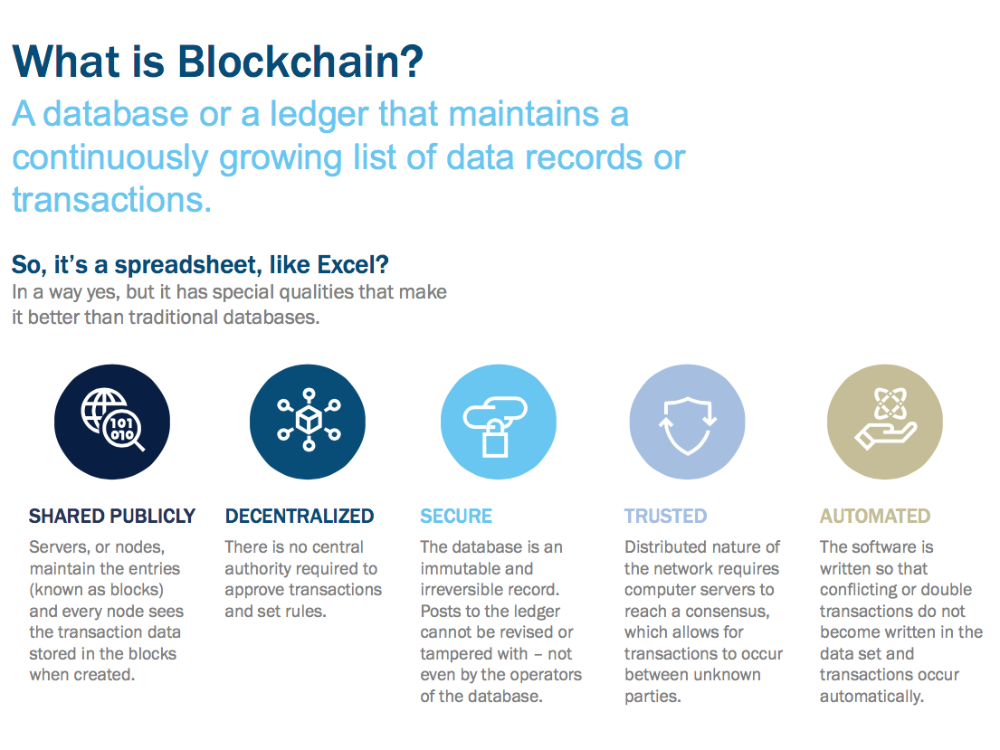 What is Blockchain?
A database or a ledger that maintains a
continuously growing list of data records or
transactions.
So, it's a spreadsheet, like Excel?
In a way yes, but it has special qualities that make
it better than traditional databases.
101
010
SHARED PUBLICLY
Servers, or nodes,
maintain the entries
(known as blocks)
and every node sees
the transaction data
stored in the blocks
when created.
DECENTRALIZED
There is no central
authority required to
approve transactions
and set rules.
SECURE
The database is an
immutable and
irreversible record.
Posts to the ledger
cannot be revised or
tampered with – not
even by the operators
of the database.
TRUSTED
Distributed nature of
the network requires
computer servers to
reach a consensus,
which allows for
transactions to occur
between unknown
parties.
AUTOMATED
The software is
written so that
conflicting or double
transactions do not
become written in the
data set and
transactions occur
automatically.